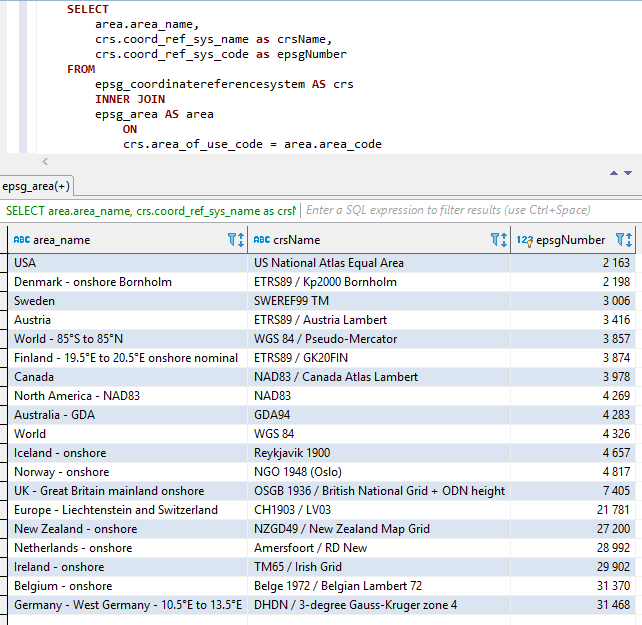 SELECT
area.area_name,
crs.coord_ref_sys_name as crsName,
crs.coord_ref_sys_code as epsgNumber
FROM
epsg_coordinatereferencesystem AS crs
INNER JOIN
epsg_area AS area
ON
crs.area_of_use_code = area.area_code
epsg_area(+)
SELECT area.area_name, crs.coord_ref_sys_name as crsN Enter a SQL expression to filter results (use Ctrl+Space)
ABC area_name ABC crsName 123 epsgNumber
USA US National Atlas Equal Area 2 163
Denmark - onshore Bornholm ETRS89 / Kp2000 Bornholm 2 198
Sweden SWEREF99 TM 3 006
Austria ETRS89 / Austria Lambert 3 416
World - 85°S to 85°N WGS 84 / Pseudo-Mercator 3 857
Finland - 19.5°E to 20.5°E onshore nominal ETRS89 / GK20FIN 3 874
Canada NAD83 / Canada Atlas Lambert 3 978
North America - NAD83 NAD83 4 269
Australia - GDA GDA94 4 283
World WGS 84 4 326
Iceland - onshore Reykjavik 1900 4 657
Norway - onshore NGO 1948 (Oslo) 4 817
UK - Great Britain mainland onshore OSGB 1936 / British National Grid + ODN height 7 405
Europe - Liechtenstein and Switzerland CH1903 / LV03 21 781
New Zealand - onshore NZGD49 / New Zealand Map Grid 27 200
Netherlands - onshore Amersfoort / RD New 28 992
Ireland - onshore TM65 / Irish Grid 29 902
Belgium - onshore Belge 1972 / Belgian Lambert 72 31 370
Germany - West Germany - 10.5°E to 13.5°E DHDN / 3-degree Gauss-Kruger zone 4 31 468